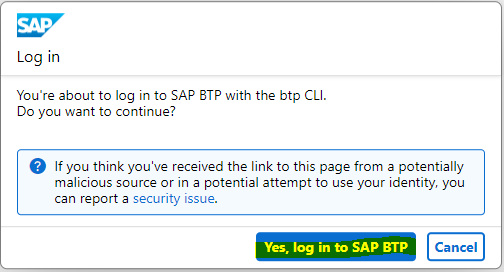 SAP
Log in
You're about to log in to SAP BTP with the btp CLI.
Do you want to continue?
? If you think you've received the link to this page from a potentially
malicious source or in a potential attempt to use your identity, you
can report a security issue.
Yes, log in to SAP BTP Cancel